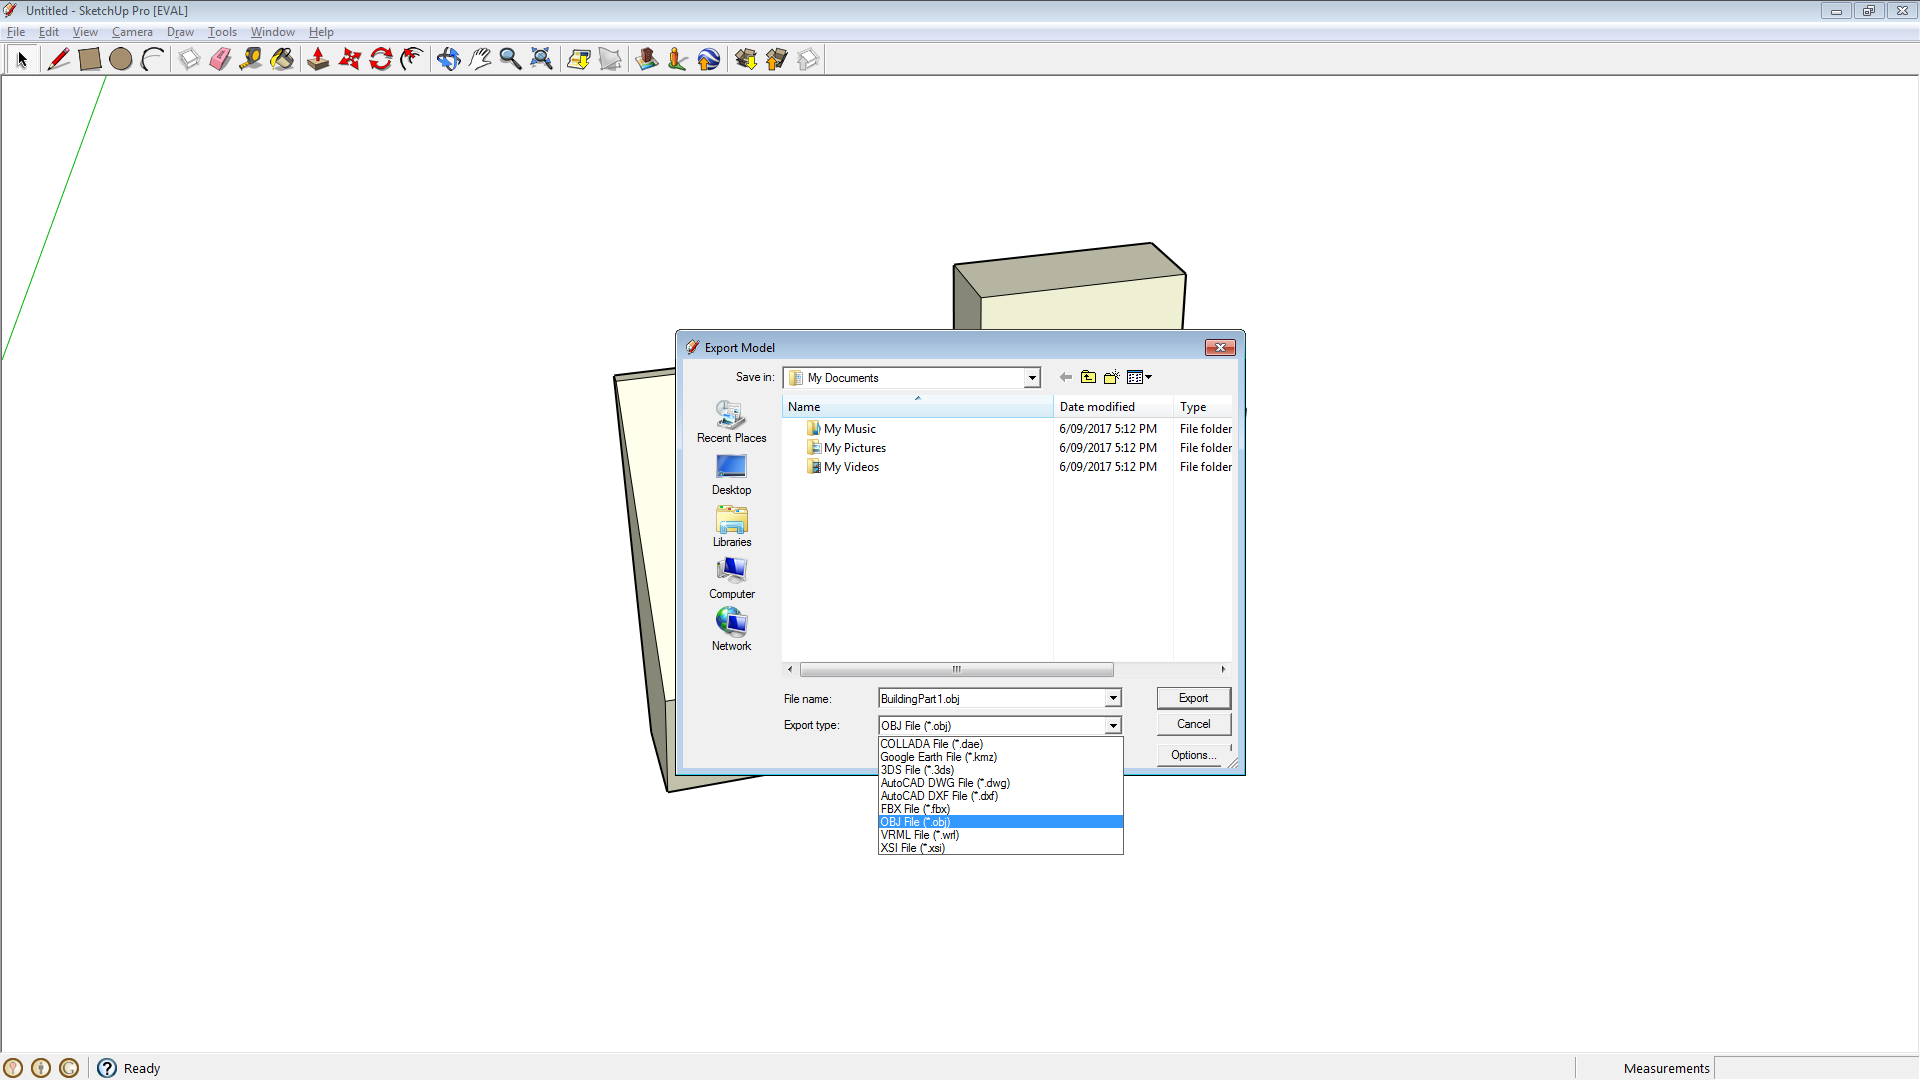 Untitled - SketchUp Pro [EVAL]
File Edit View Camera Draw Tools Window Help
Export Model
Save in: My Documents
Name Date modified Type
My Music 6/09/2017 5:12 PM File folder
My Pictures 6/09/2017 5:12 PM File folder
My Videos 6/09/2017 5:12 PM File folder
Recent Places
Desktop
Libraries
Computer
Network
File name: BuildingPart1.obj Export
Export type: OBJ File (*.obj) Cancel
COLLADA File (*.dae)
Google Earth File (*.kmz) Options...
3DS File (*.3ds)
AutoCAD DWG File (*.dwg)
AutoCAD DXF File (*.dxf)
FBX File (*.fbx)
OBJ File (*.obj)
VRML File (*.wrl)
XSI File (*.xsi)
Ready Measurements